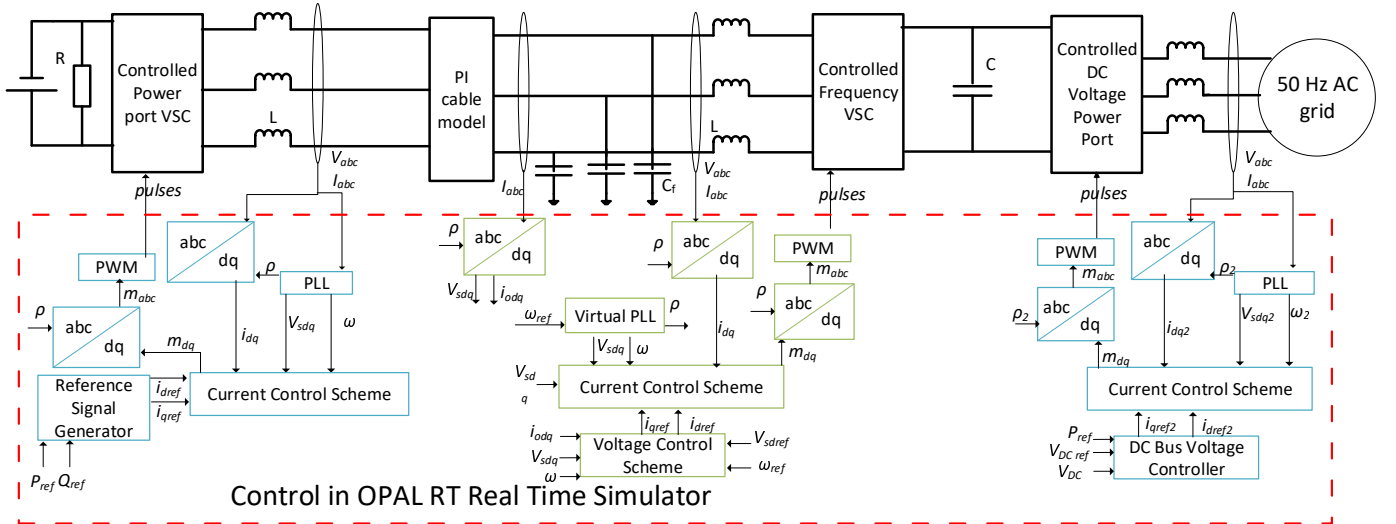 R
Controlled
Power
port VSC
L
V_abc
I_abc
pulses
PI
cable
model
I_abc
C_f
L
V_abc
I_abc
Controlled
Frequency
VSC
pulses
C
Controlled
DC
Voltage
Power
Port
pulses
V_abc
I_abc
50 Hz AC
grid
PWM
m_abc
ρ
abc
dq
m_dq
abc
dq
ρ
PLL
i_dq
V_sdq
ω
Reference
Signal
Generator
i_dref
i_qref
Current Control Scheme
P_ref Q_ref
ρ
abc
dq
V_sdq
i_odq
ρ
abc
dq
i_dq
PWM
m_abc
ρ
abc
dq
m_dq
ω_ref
Virtual PLL
ρ
V_sdq
ω
V_sd
q
Current Control Scheme
i_qref
i_dref
i_odq
V_sdq
ω
Voltage Control
Scheme
V_sdref
ω_ref
PWM
m_abc
ρ_2
abc
dq
m_dq
abc
dq
ρ_2
PLL
i_dq2
V_sdq2
ω_2
Current Control Scheme
i_qref2
i_dref2
P_ref
V_DC ref
V_DC
DC Bus Voltage
Controller
Control in OPAL RT Real Time Simulator